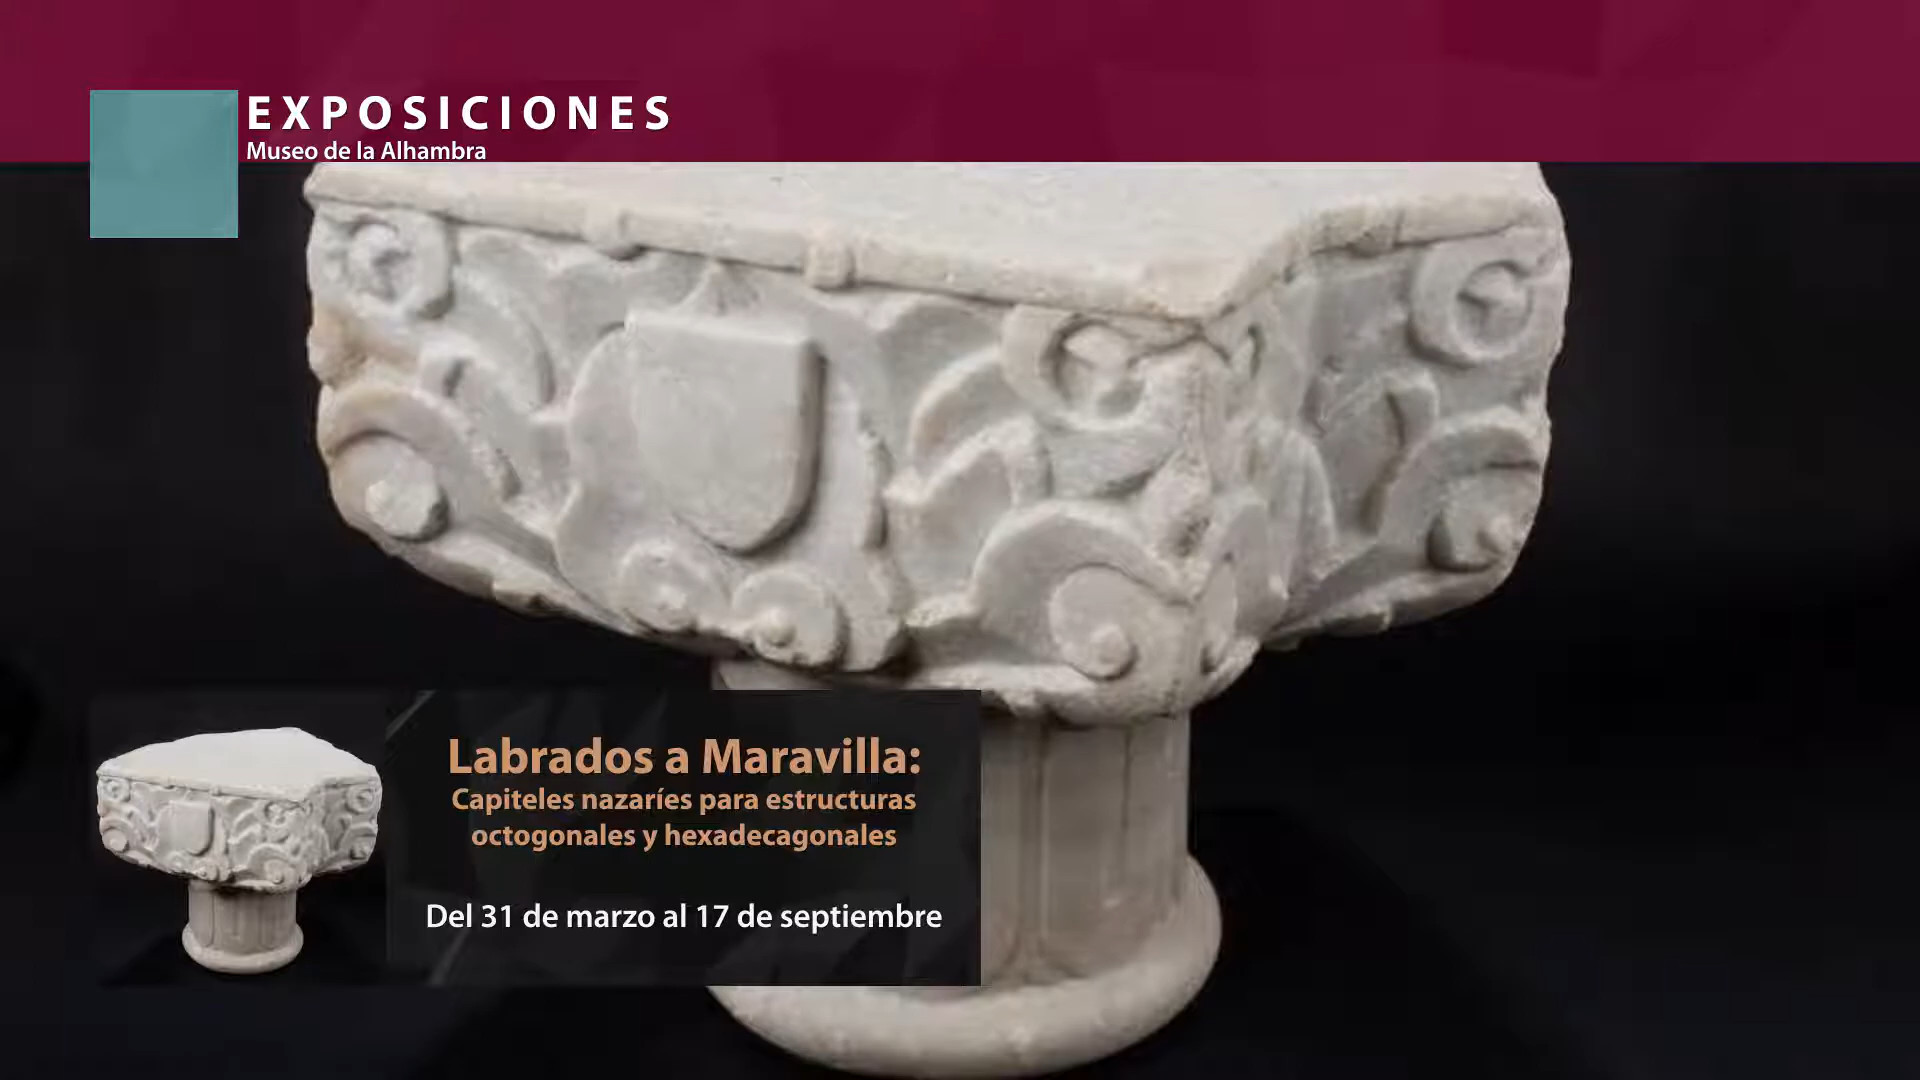 EXPOSICIONES
Museo de la Alhambra
Labrados a Maravilla:
Capiteles nazaríes para estructuras
octogonales y hexadecagonales
Del 31 de marzo al 17 de septiembre